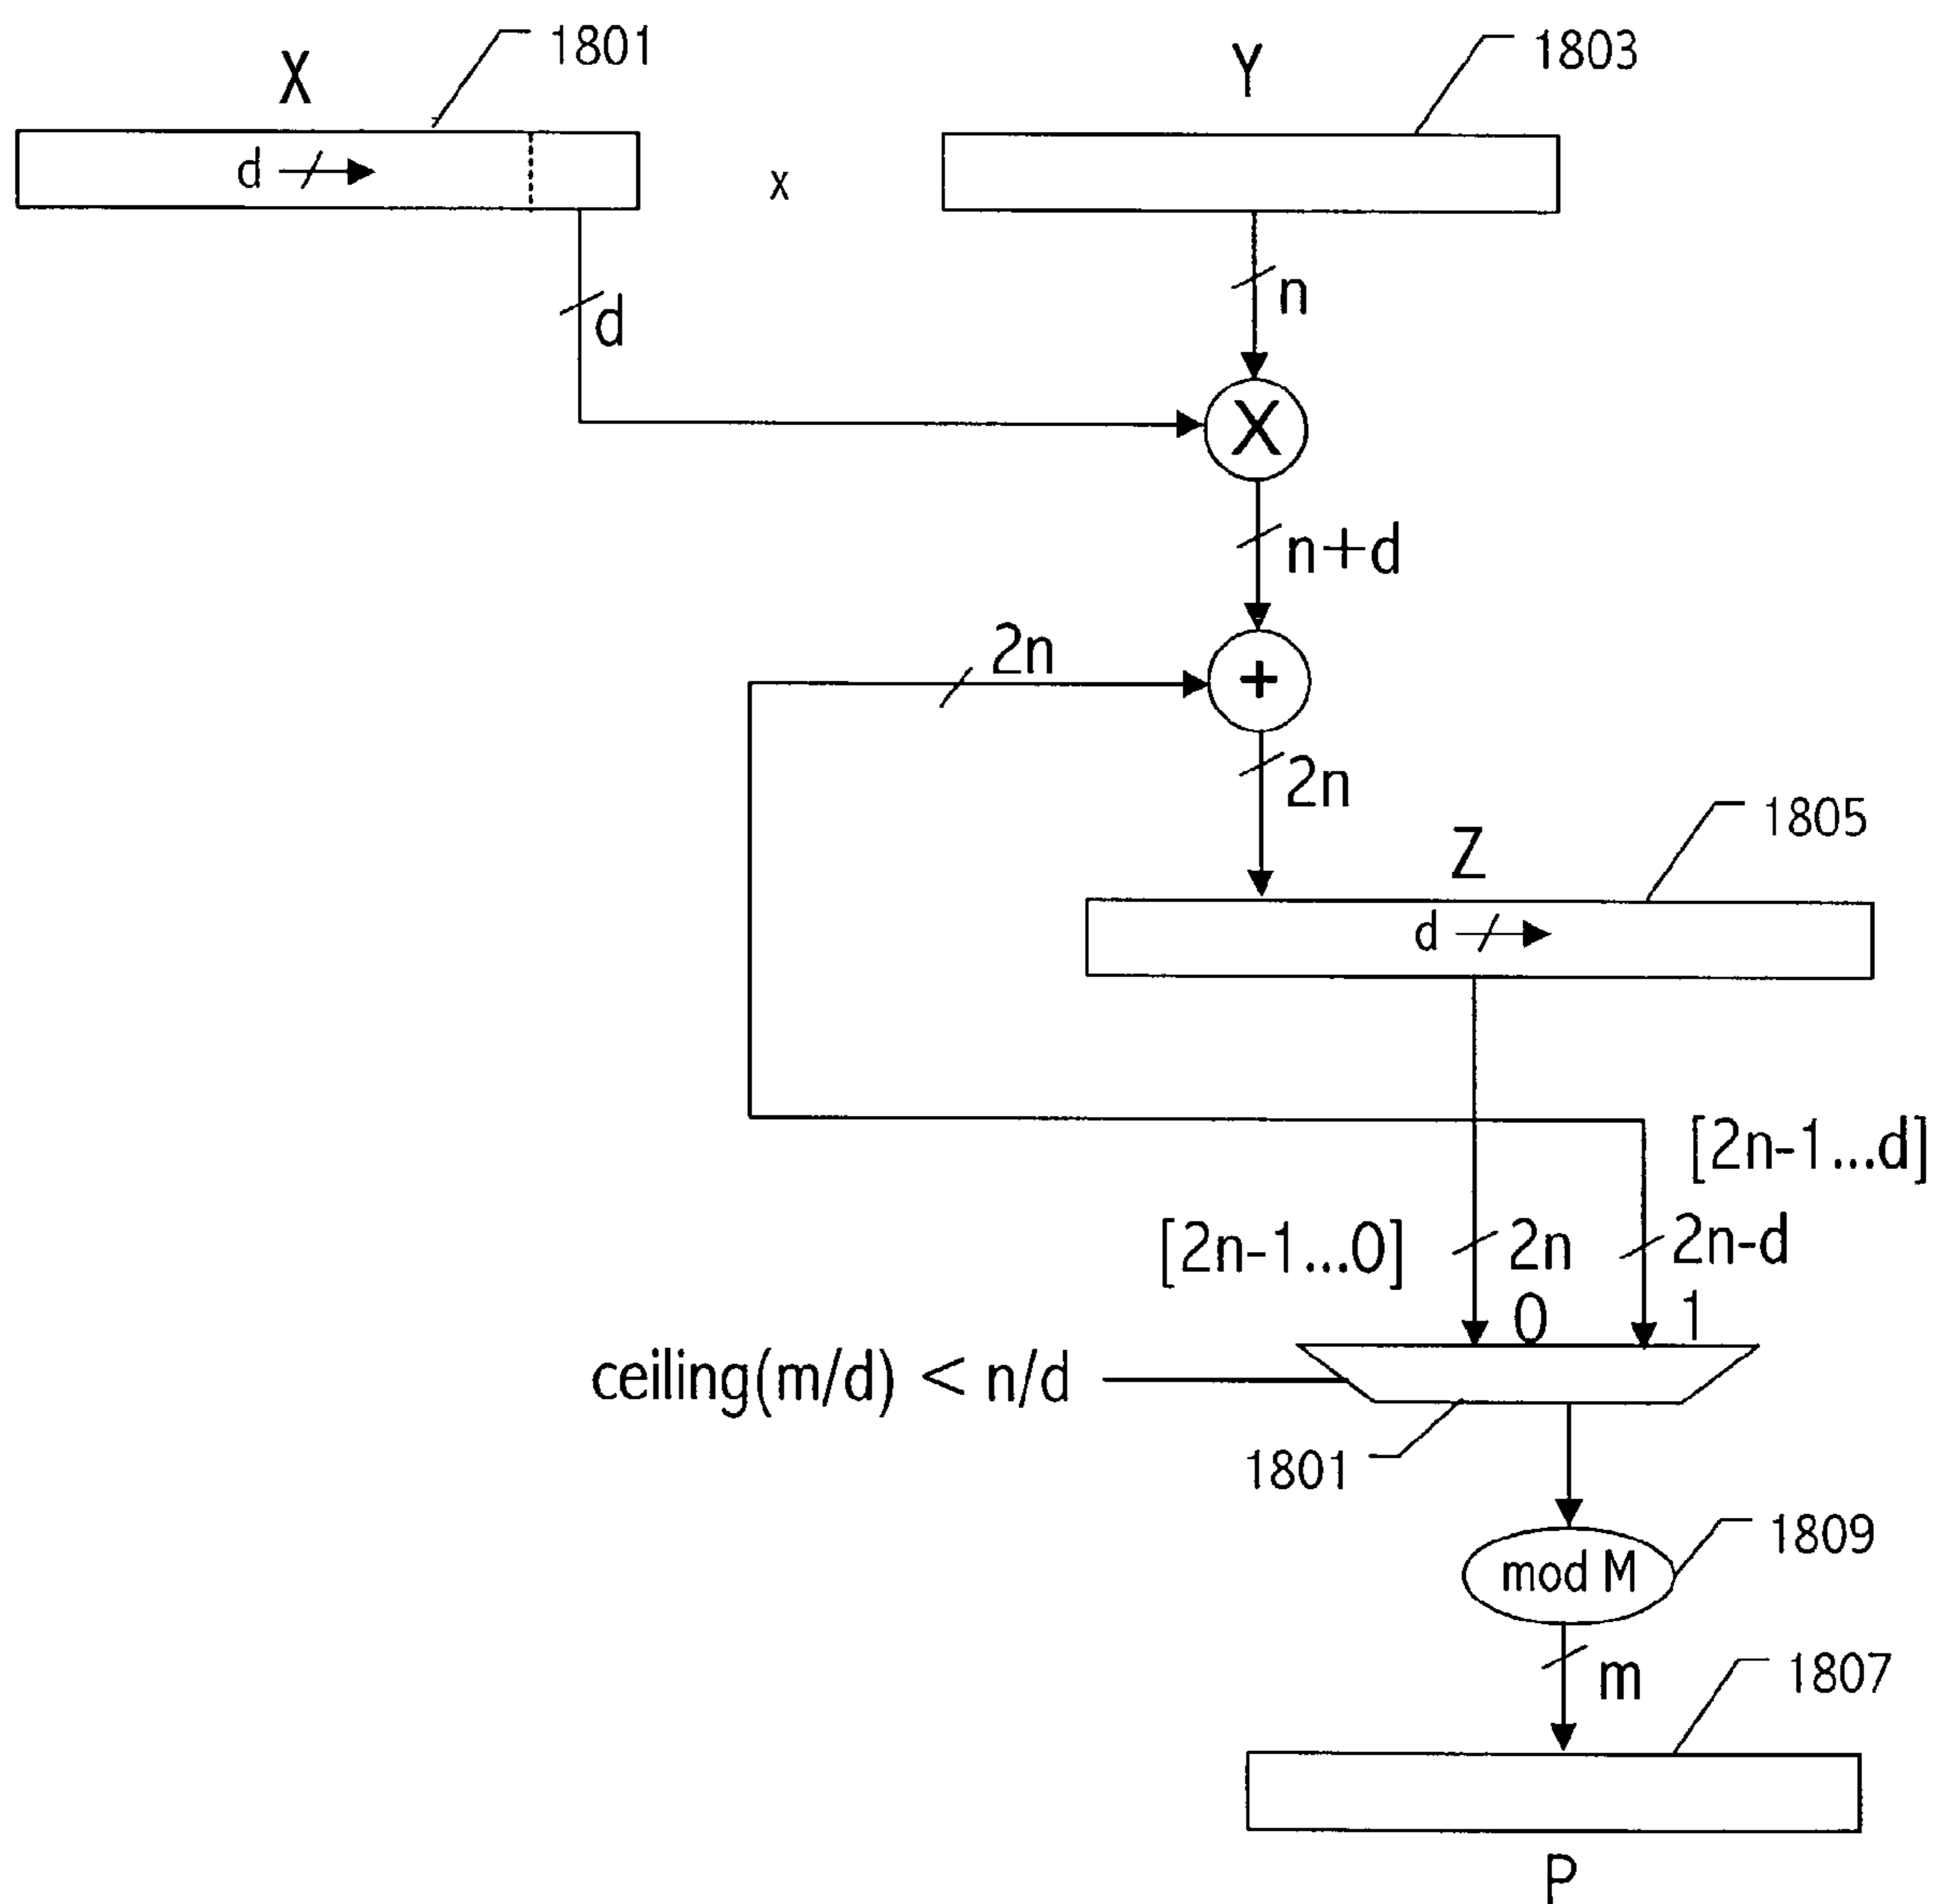 X
1801
Y
1803
d
x
n
d
X
n+d
2n
+
2n
1805
Z
d
[2n-1...d]
[2n-1...0]
2n
2n-d
0
1
ceiling(m/d) < n/d
1801
1809
mod M
m
1807
P